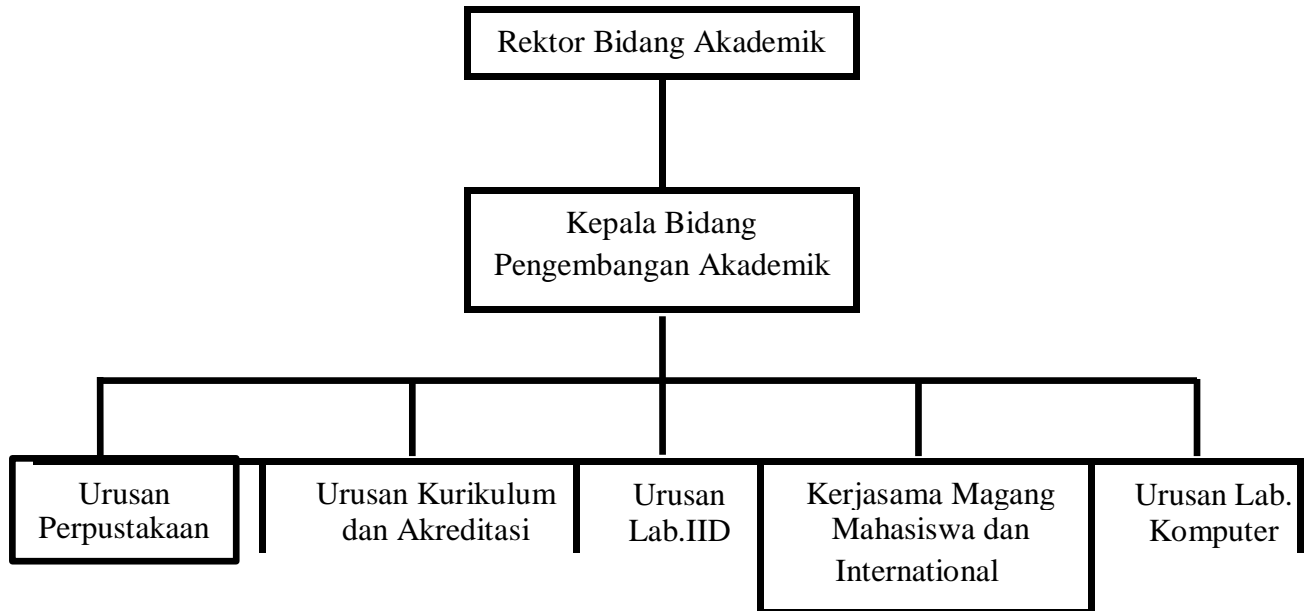 Rektor Bidang Akademik
Kepala Bidang
Pengembangan Akademik
Urusan
Perpustakaan
Urusan Kurikulum
dan Akreditasi
Urusan
Lab.IID
Kerjasama Magang
Mahasiswa dan
International
Urusan Lab.
Komputer